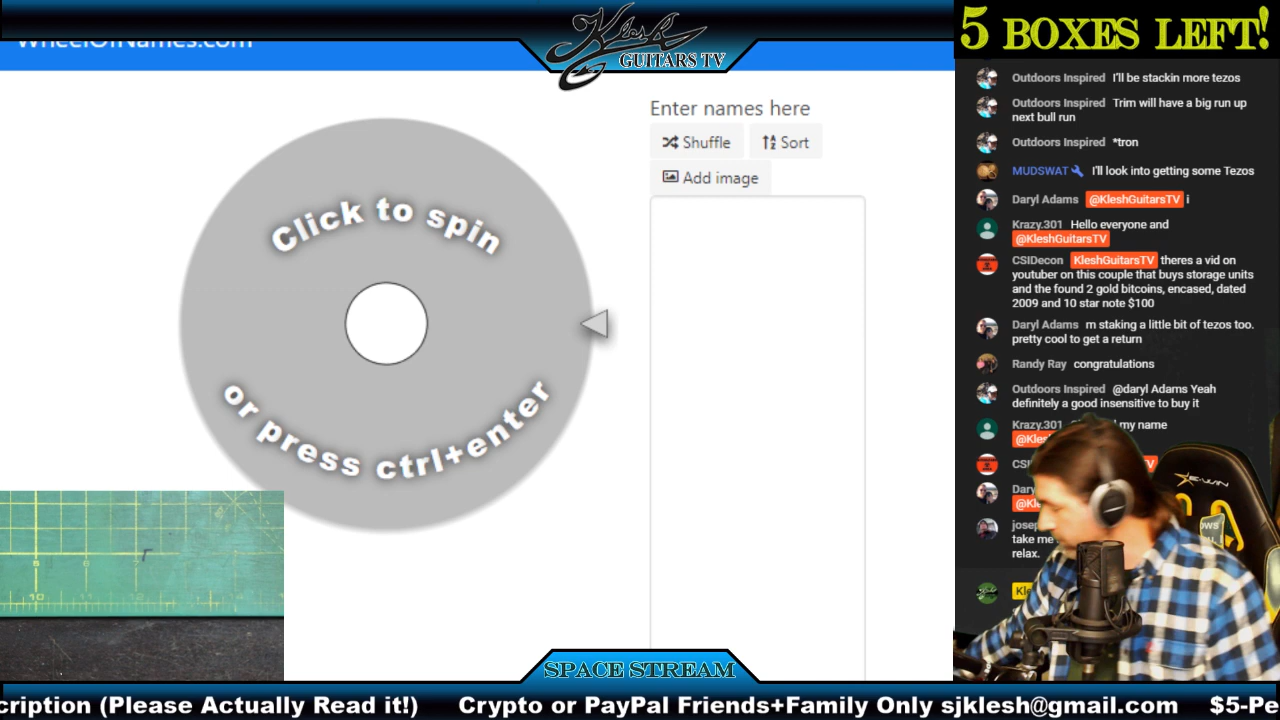 WheelOfNames.com
Klesh
GUITARS TV
5 BOXES LEFT!
Enter names here
Shuffle
Sort
Add image
Click to spin
or press ctrl+enter
Outdoors Inspired I'll be stackin more tezos
Outdoors Inspired Trim will have a big run up
next bull run
Outdoors Inspired *tron
MUDSWAT I'll look into getting some Tezos
Daryl Adams @KleshGuitarsTV i
Krazy.301 Hello everyone and
@KleshGuitarsTV
CSIDecon KleshGuitarsTV theres a vid on
youtuber on this couple that buys storage units
and the found 2 gold bitcoins, encased, dated
2009 and 10 star note $100
Daryl Adams m staking a little bit of tezos too.
pretty cool to get a return
Randy Ray congratulations
Outdoors Inspired @daryl Adams Yeah
definitely a good insensitive to buy it
Krazy.301 my name
take me
relax.
E-WIN
8 6 7
10
SPACE STREAM
cription (Please Actually Read it!) Crypto or PayPal Friends+Family Only sjklesh@gmail.com $5-Pe